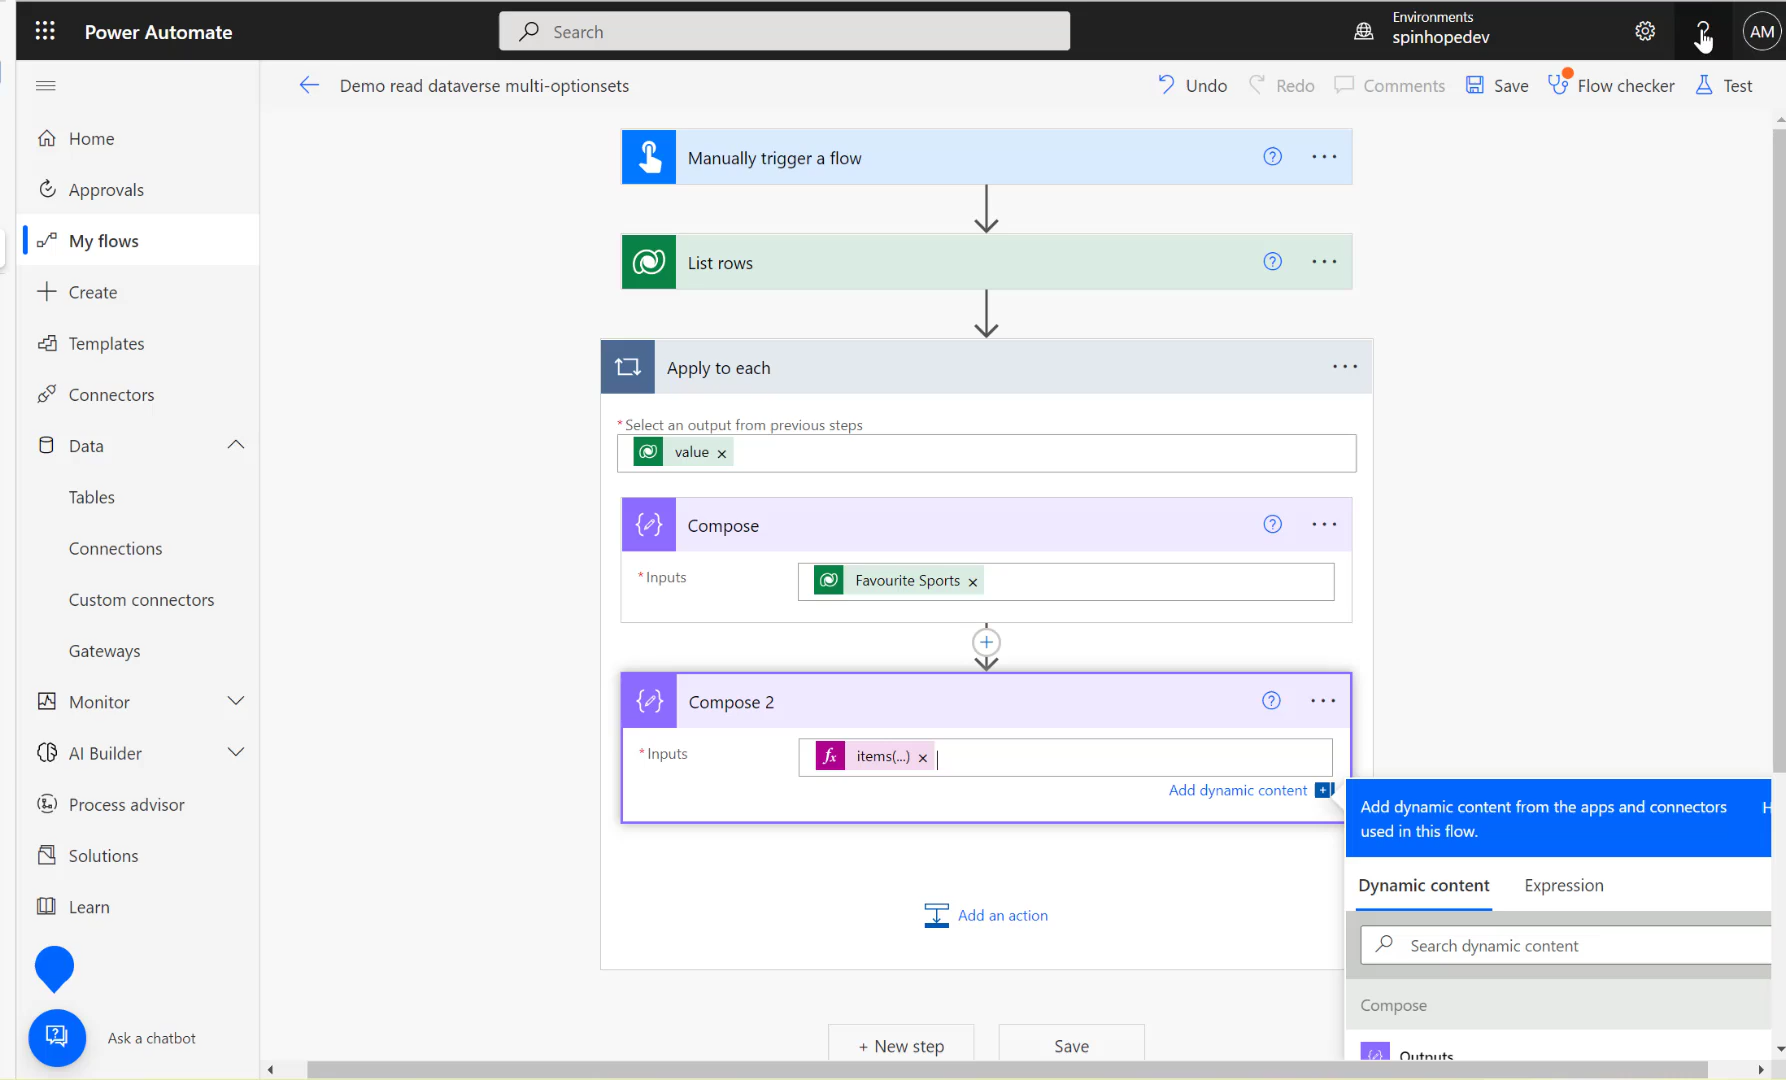 Power Automate
Search
Environments
spinhopedev
AM
Demo read dataverse multi-optionsets
Undo
Redo
Comments
Save
Flow checker
Test
Home
Approvals
My flows
Create
Templates
Connectors
Data
Tables
Connections
Custom connectors
Gateways
Monitor
AI Builder
Process advisor
Solutions
Learn
Ask a chatbot
Manually trigger a flow
List rows
Apply to each
* Select an output from previous steps
value
Compose
* Inputs
Favourite Sports
Compose 2
* Inputs
fx items(...)
Add dynamic content
Add an action
+ New step
Save
Add dynamic content from the apps and connectors
used in this flow.
Dynamic content
Expression
Search dynamic content
Compose
Outputs